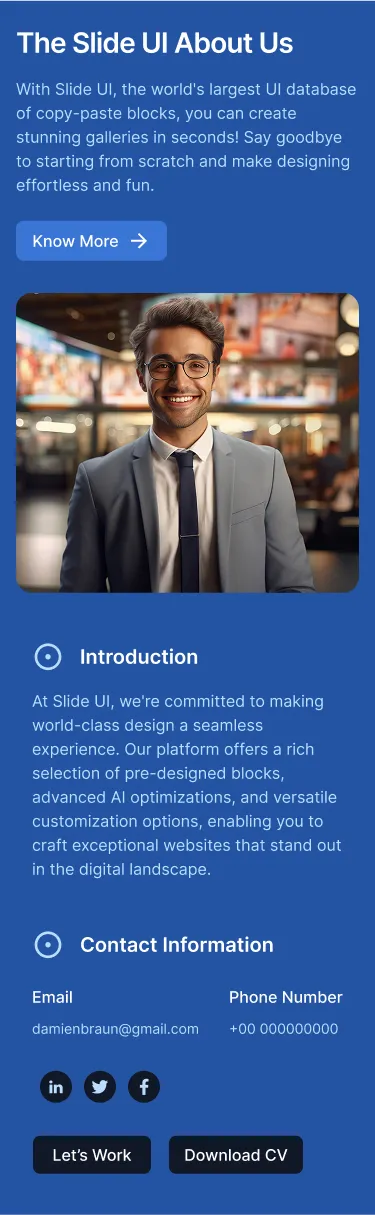 The Slide UI About Us
With Slide UI, the world's largest UI database
of copy-paste blocks, you can create
stunning galleries in seconds! Say goodbye
to starting from scratch and make designing
effortless and fun.
Know More
Introduction
At Slide UI, we're committed to making
world-class design a seamless
experience. Our platform offers a rich
selection of pre-designed blocks,
advanced AI optimizations, and versatile
customization options, enabling you to
craft exceptional websites that stand out
in the digital landscape.
Contact Information
Email
Phone Number
damienbraun@gmail.com
+00 000000000
in
f
Let’s Work
Download CV